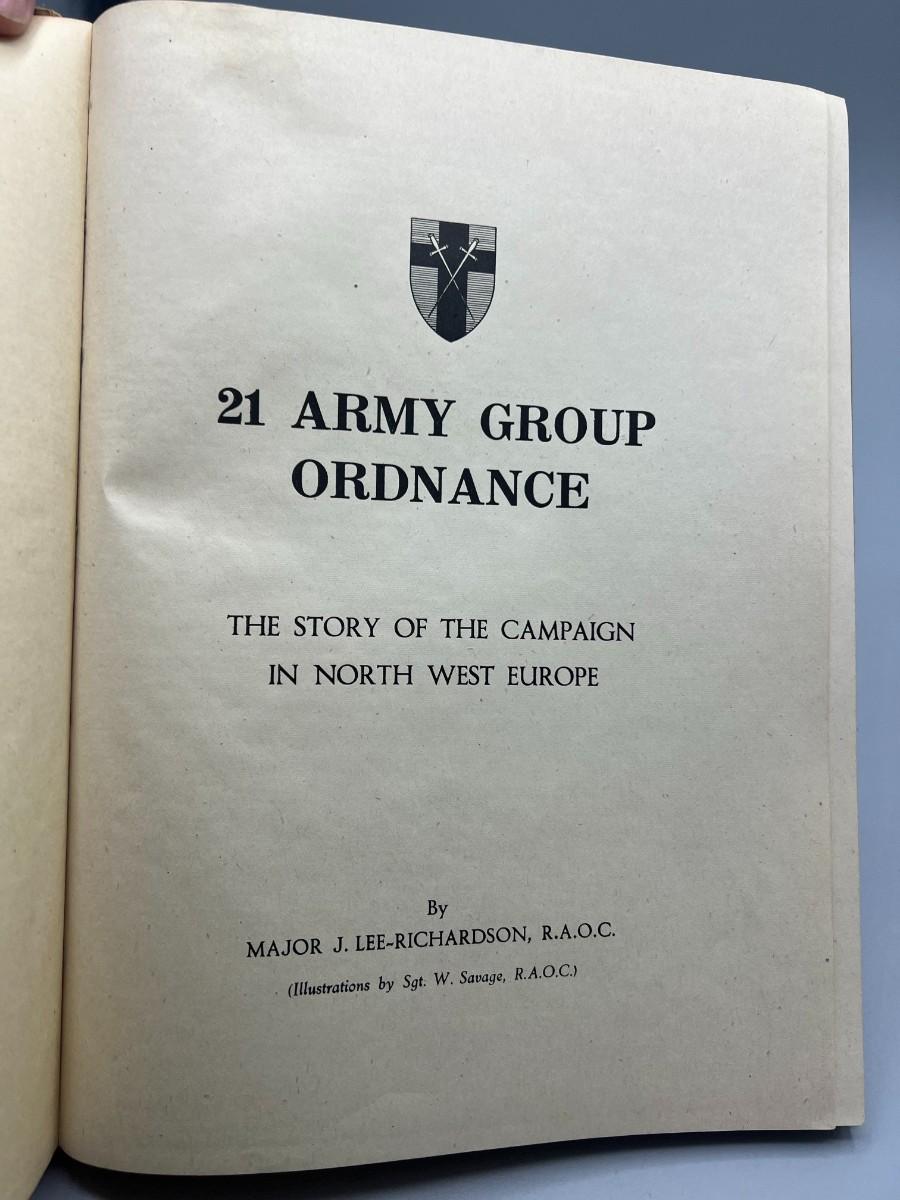 21 ARMY GROUP
ORDNANCE
THE STORY OF THE CAMPAIGN
IN NORTH WEST EUROPE
By
MAJOR J. LEE-RICHARDSON, R.A.O.C.
(Illustrations by Sgt. W. Savage, R.A.O.C.)